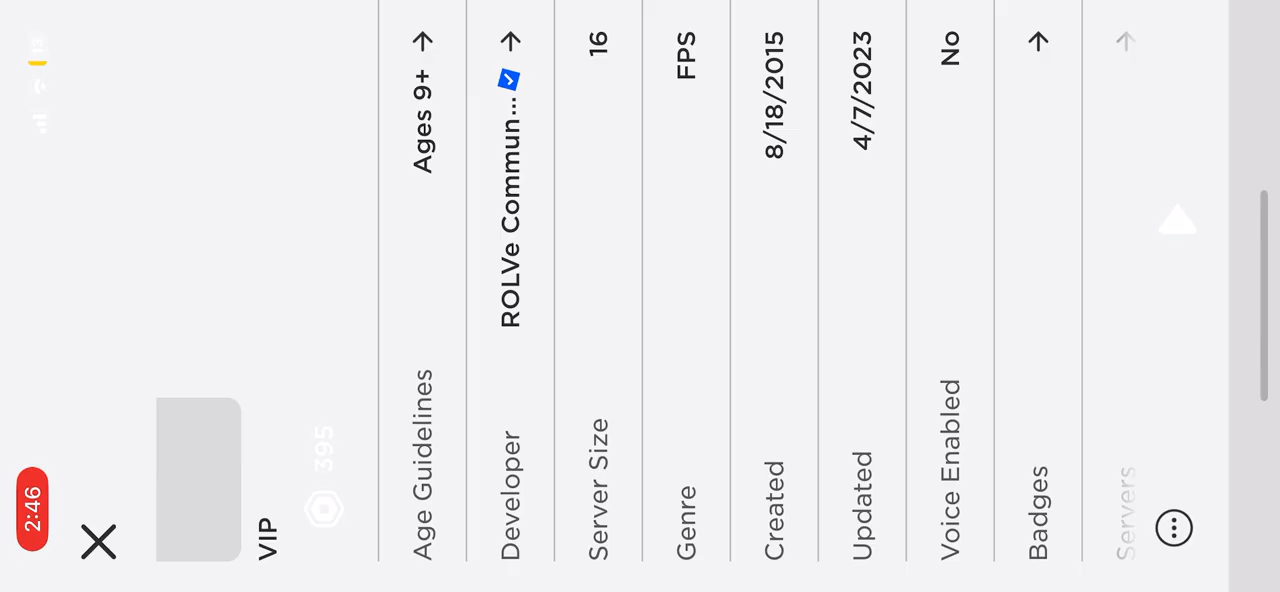 2:46
13
VIP
395
Age Guidelines Ages 9+
Developer ROLVe Commun...
Server Size 16
Genre FPS
Created 8/18/2015
Updated 4/7/2023
Voice Enabled No
Badges
Servers